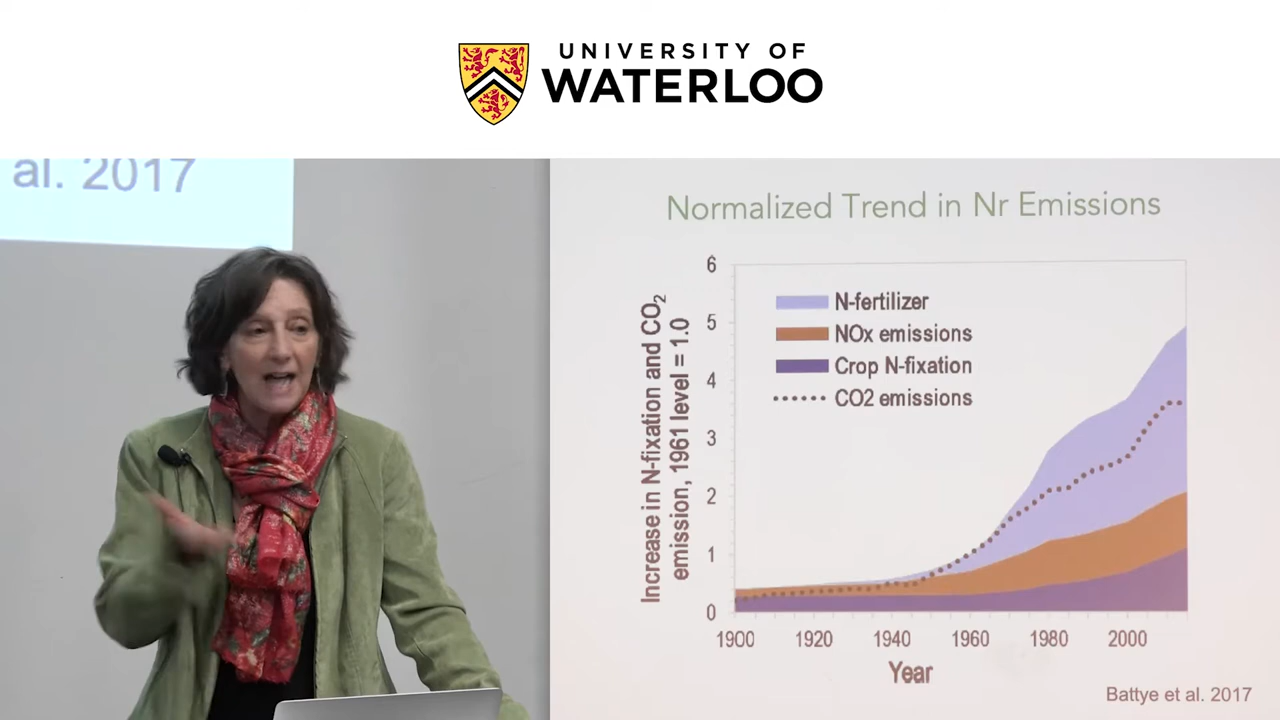 UNIVERSITY OF
WATERLOO
al. 2017
Normalized Trend in Nr Emissions
Increase in N-fixation and CO2
emission, 1961 level = 1.0
6
5
4
3
2
1
0
N-fertilizer
NOx emissions
Crop N-fixation
CO2 emissions
1900
1920
1940
1960
1980
2000
Year
Battye et al. 2017